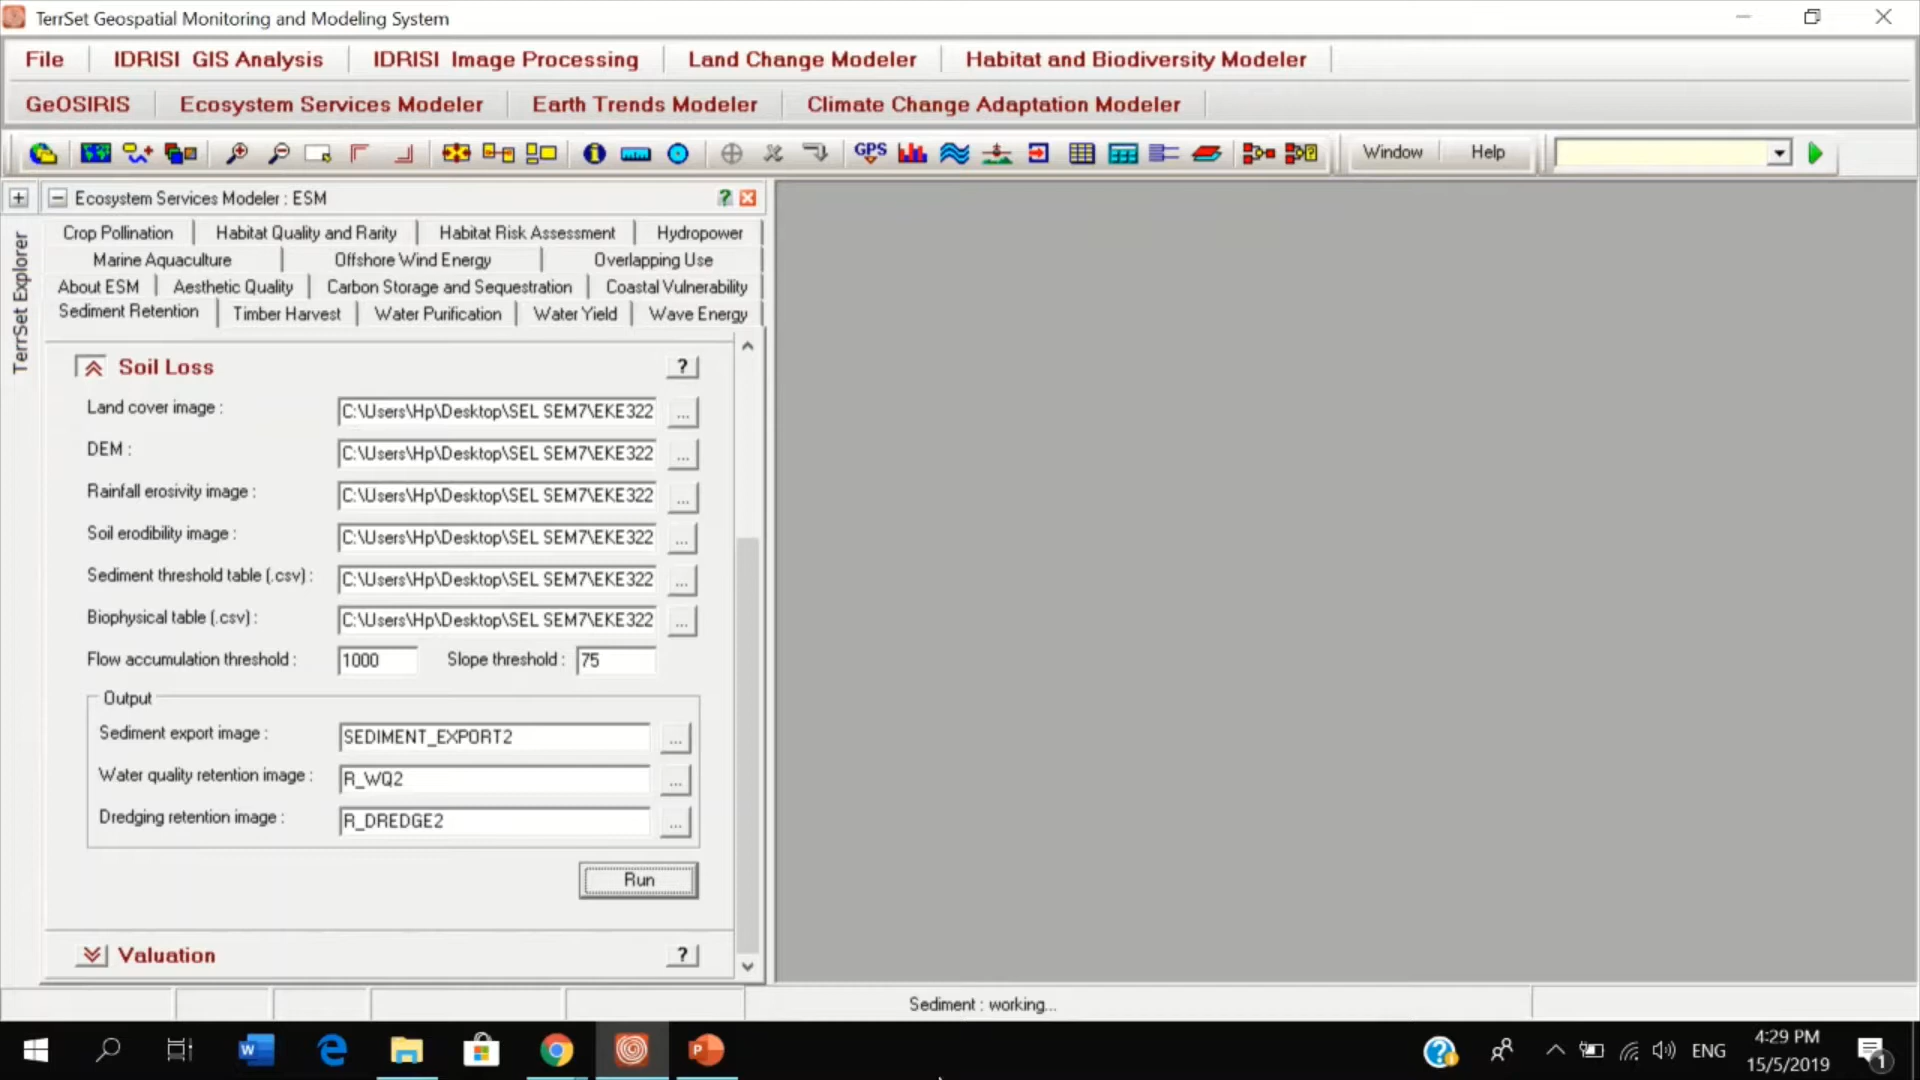 TerrSet Geospatial Monitoring and Modeling System
File IDRISI GIS Analysis IDRISI Image Processing Land Change Modeler Habitat and Biodiversity Modeler
GeOSIRIS Ecosystem Services Modeler Earth Trends Modeler Climate Change Adaptation Modeler
GPS Window Help
TerrSet Explorer
Ecosystem Services Modeler : ESM
Crop Pollination Habitat Quality and Rarity Habitat Risk Assessment Hydropower
Marine Aquaculture Offshore Wind Energy Overlapping Use
About ESM Aesthetic Quality Carbon Storage and Sequestration Coastal Vulnerability
Sediment Retention Timber Harvest Water Purification Water Yield Wave Energy
Soil Loss ?
Land cover image : C:\Users\Hp\Desktop\SEL SEM7\EKE322 ...
DEM : C:\Users\Hp\Desktop\SEL SEM7\EKE322 ...
Rainfall erosivity image : C:\Users\Hp\Desktop\SEL SEM7\EKE322 ...
Soil erodibility image : C:\Users\Hp\Desktop\SEL SEM7\EKE322 ...
Sediment threshold table (.csv) : C:\Users\Hp\Desktop\SEL SEM7\EKE322 ...
Biophysical table (.csv) : C:\Users\Hp\Desktop\SEL SEM7\EKE322 ...
Flow accumulation threshold : 1000 Slope threshold : 75
Output
Sediment export image : SEDIMENT_EXPORT2 ...
Water quality retention image : R_WQ2 ...
Dredging retention image : R_DREDGE2 ...
Run
Valuation ?
Sediment : working...
ENG
4:29 PM
15/5/2019
1